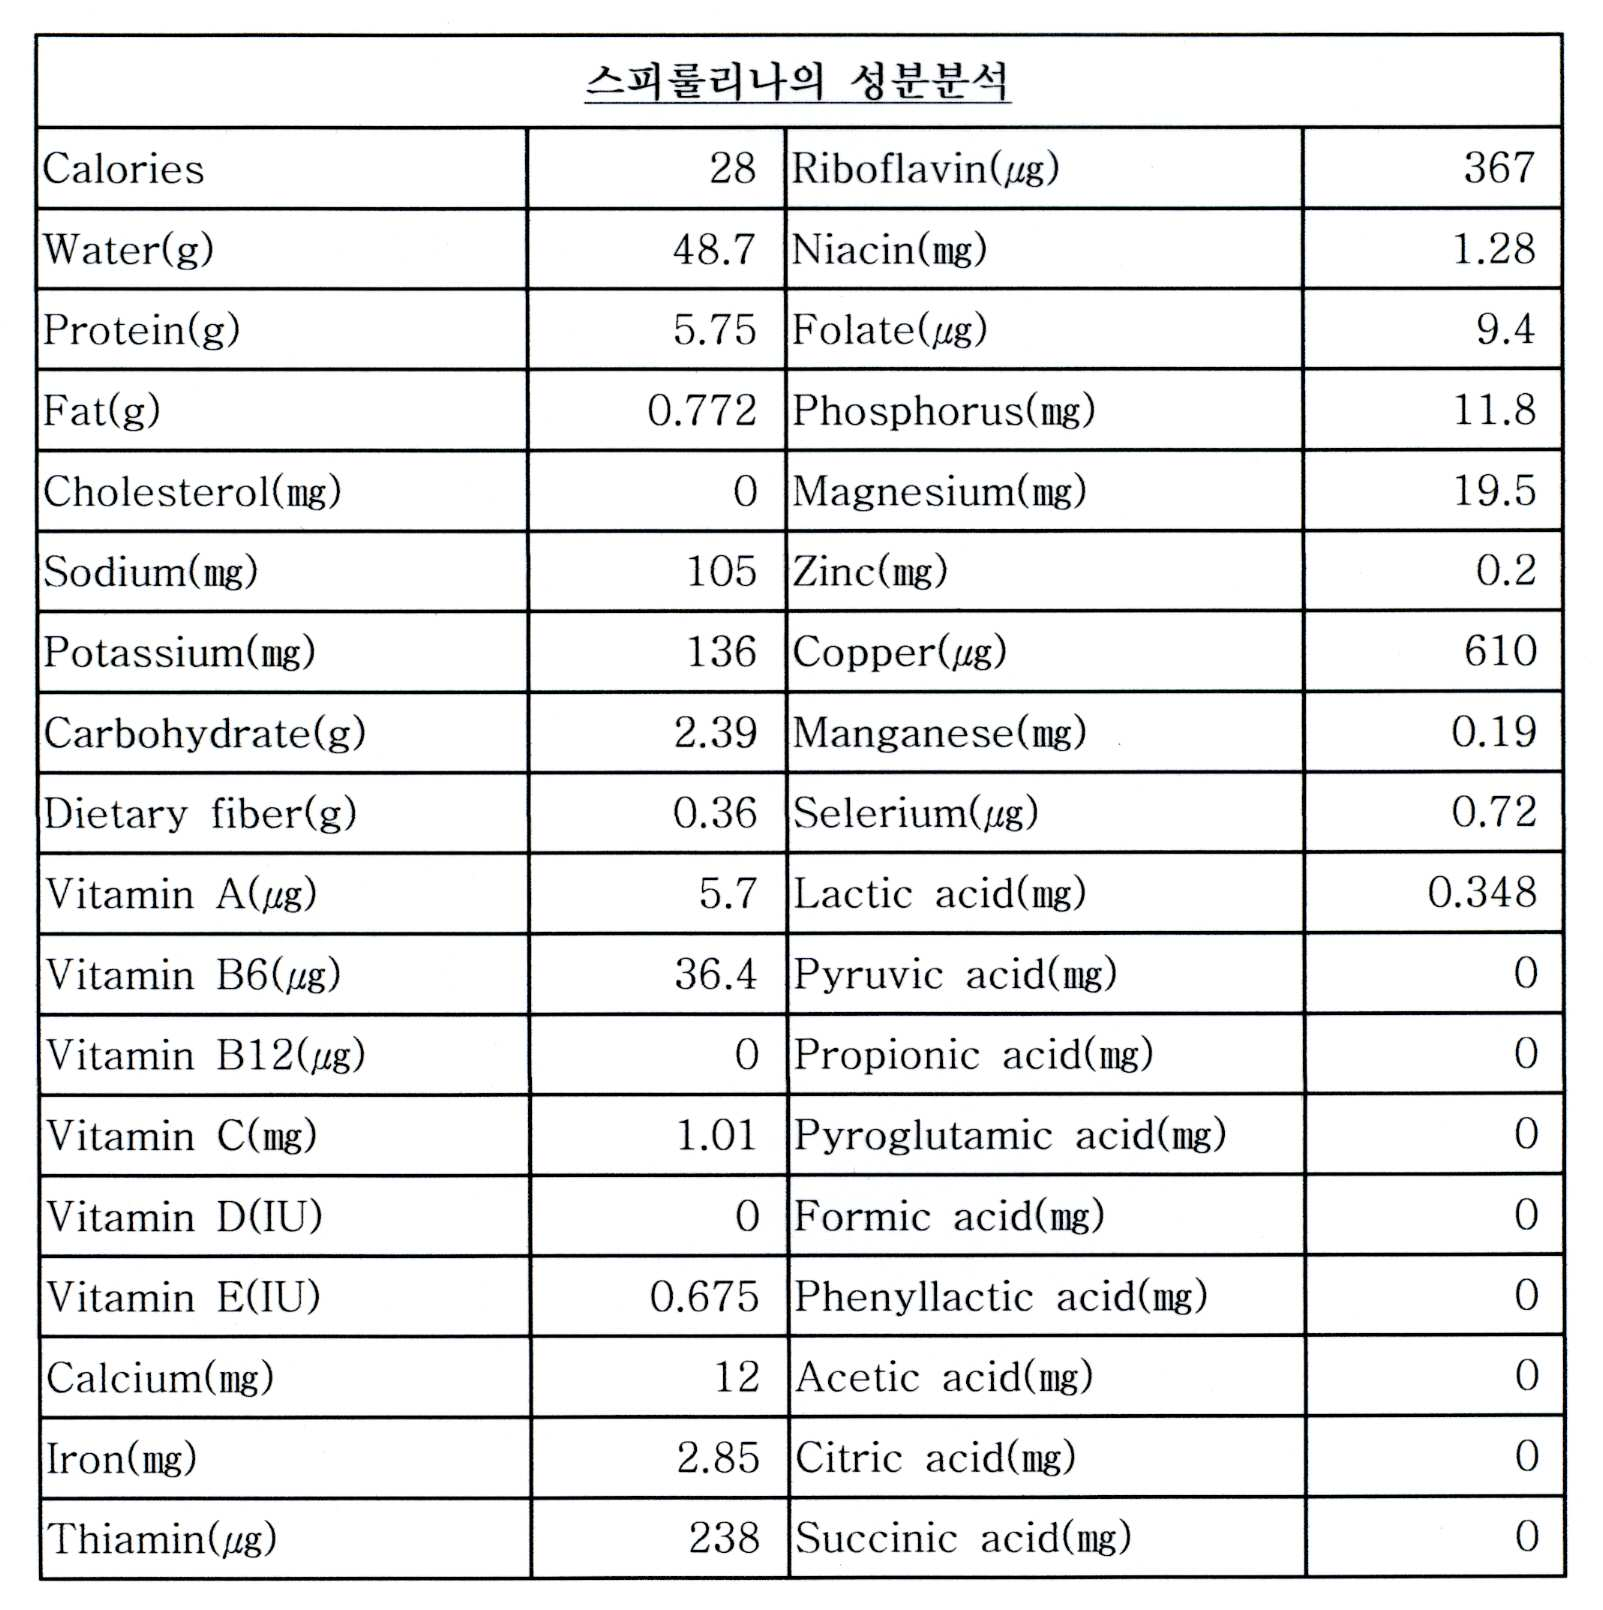 스피룰리나의 성분분석
Calories 28 Riboflavin(㎍) 367
Water(g) 48.7 Niacin(㎎) 1.28
Protein(g) 5.75 Folate(㎍) 9.4
Fat(g) 0.772 Phosphorus(㎎) 11.8
Cholesterol(㎎) 0 Magnesium(㎎) 19.5
Sodium(㎎) 105 Zinc(㎎) 0.2
Potassium(㎎) 136 Copper(㎍) 610
Carbohydrate(g) 2.39 Manganese(㎎) 0.19
Dietary fiber(g) 0.36 Selerium(㎍) 0.72
Vitamin A(㎍) 5.7 Lactic acid(㎎) 0.348
Vitamin B6(㎍) 36.4 Pyruvic acid(㎎) 0
Vitamin B12(㎍) 0 Propionic acid(㎎) 0
Vitamin C(㎎) 1.01 Pyroglutamic acid(㎎) 0
Vitamin D(IU) 0 Formic acid(㎎) 0
Vitamin E(IU) 0.675 Phenyllactic acid(㎎) 0
Calcium(㎎) 12 Acetic acid(㎎) 0
Iron(㎎) 2.85 Citric acid(㎎) 0
Thiamin(㎍) 238 Succinic acid(㎎) 0